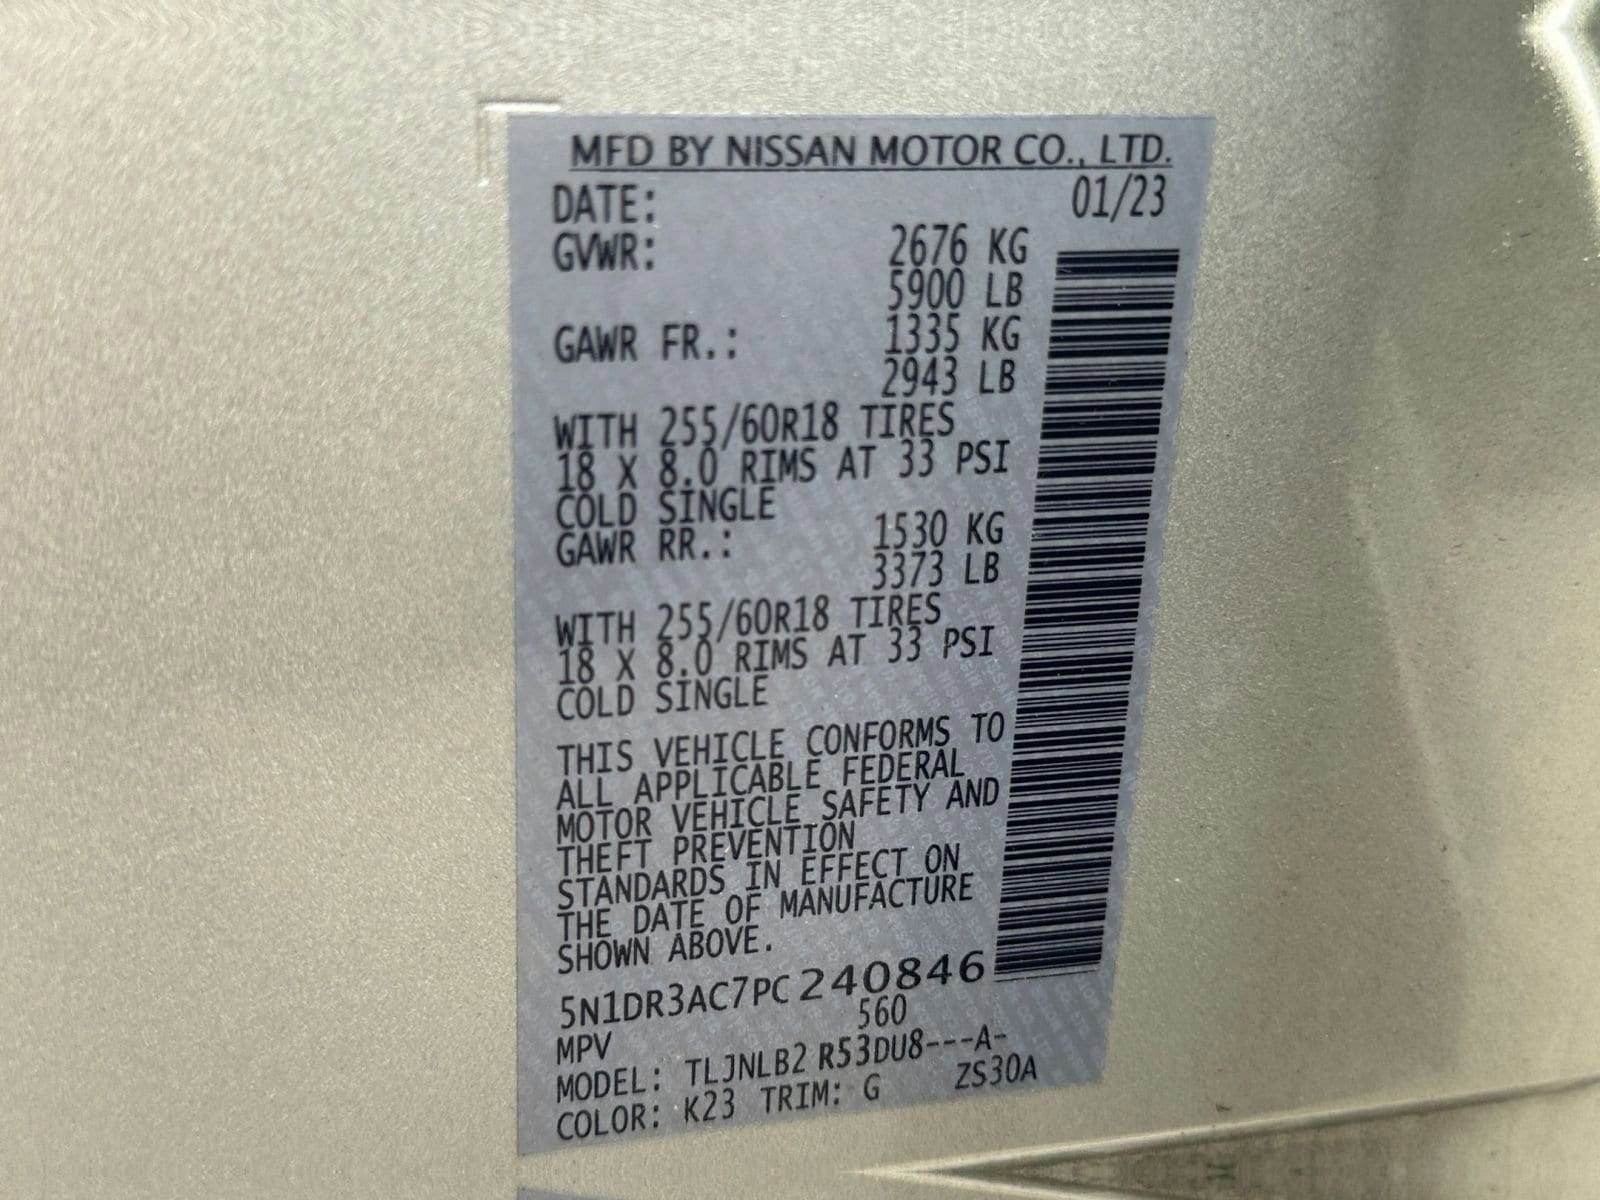 MFD BY NISSAN MOTOR CO., LTD.
DATE: 01/23
GVWR: 2676 KG
5900 LB
GAWR FR.: 1335 KG
2943 LB
WITH 255/60R18 TIRES
18 X 8.0 RIMS AT 33 PSI
COLD SINGLE
GAWR RR.: 1530 KG
3373 LB
WITH 255/60R18 TIRES
18 X 8.0 RIMS AT 33 PSI
COLD SINGLE
THIS VEHICLE CONFORMS TO
ALL APPLICABLE FEDERAL
MOTOR VEHICLE SAFETY AND
THEFT PREVENTION
STANDARDS IN EFFECT ON
THE DATE OF MANUFACTURE
SHOWN ABOVE.
5N1DR3AC7PC240846
MPV 560
MODEL: TLJNLB2 R53DU8---A-
COLOR: K23 TRIM: G ZS30A